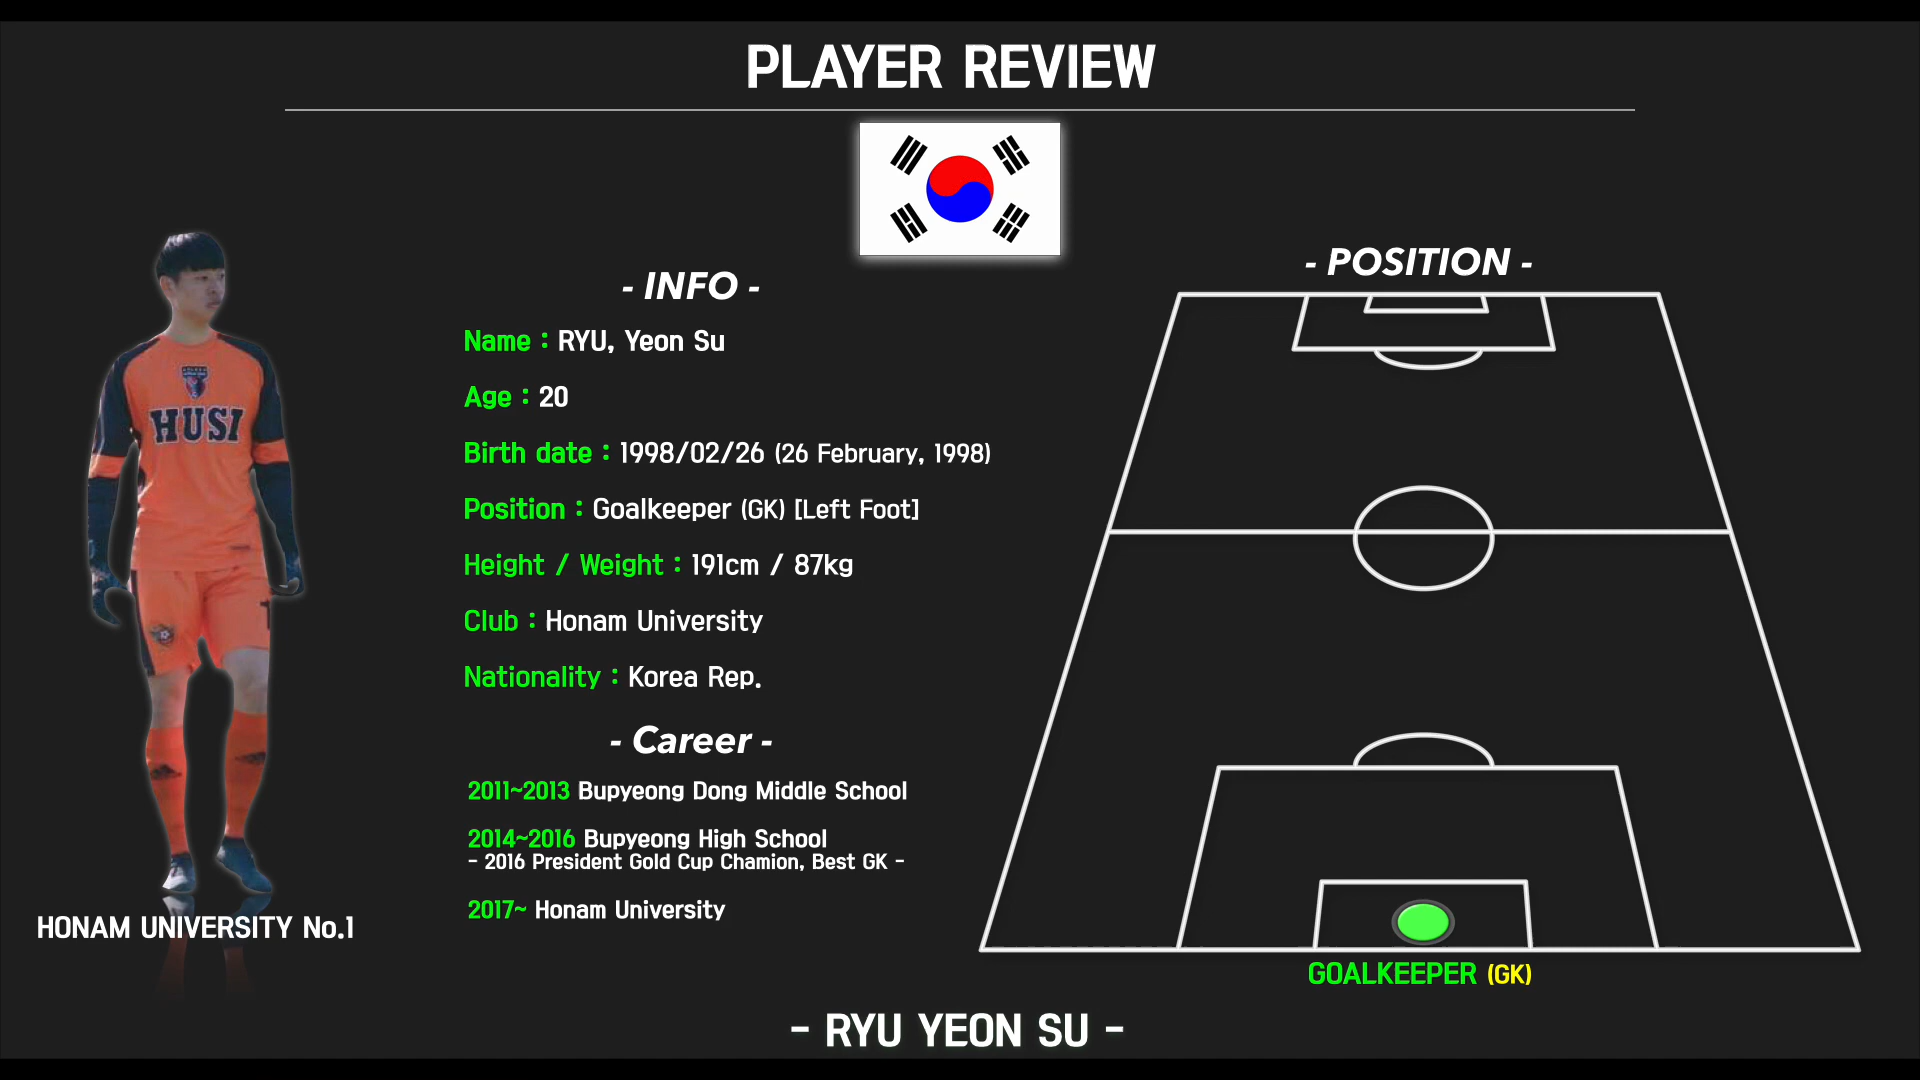 PLAYER REVIEW
- INFO -
Name : RYU, Yeon Su
Age : 20
Birth date : 1998/02/26 (26 February, 1998)
Position : Goalkeeper (GK) [Left Foot]
Height / Weight : 191cm / 87kg
Club : Honam University
Nationality : Korea Rep.
- Career -
2011~2013 Bupyeong Dong Middle School
2014~2016 Bupyeong High School
- 2016 President Gold Cup Chamion, Best GK -
2017~ Honam University
HUSI
HONAM UNIVERSITY No.1
- POSITION -
GOALKEEPER (GK)
- RYU YEON SU -